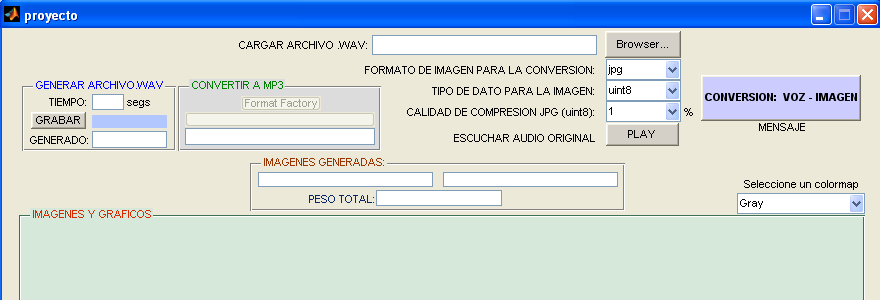 proyecto
CARGAR ARCHIVO .WAV:
Browser...
FORMATO DE IMAGEN PARA LA CONVERSION:
jpg
GENERAR ARCHIVO.WAV
CONVERTIR A MP3
TIPO DE DATO PARA LA IMAGEN:
uint8
CONVERSION: VOZ - IMAGEN
TIEMPO:
segs
Format Factory
CALIDAD DE COMPRESION JPG (uint8):
1
%
GRABAR
MENSAJE
GENERADO:
ESCUCHAR AUDIO ORIGINAL
PLAY
IMAGENES GENERADAS:
PESO TOTAL:
Seleccione un colormap
Gray
IMAGENES Y GRAFICOS